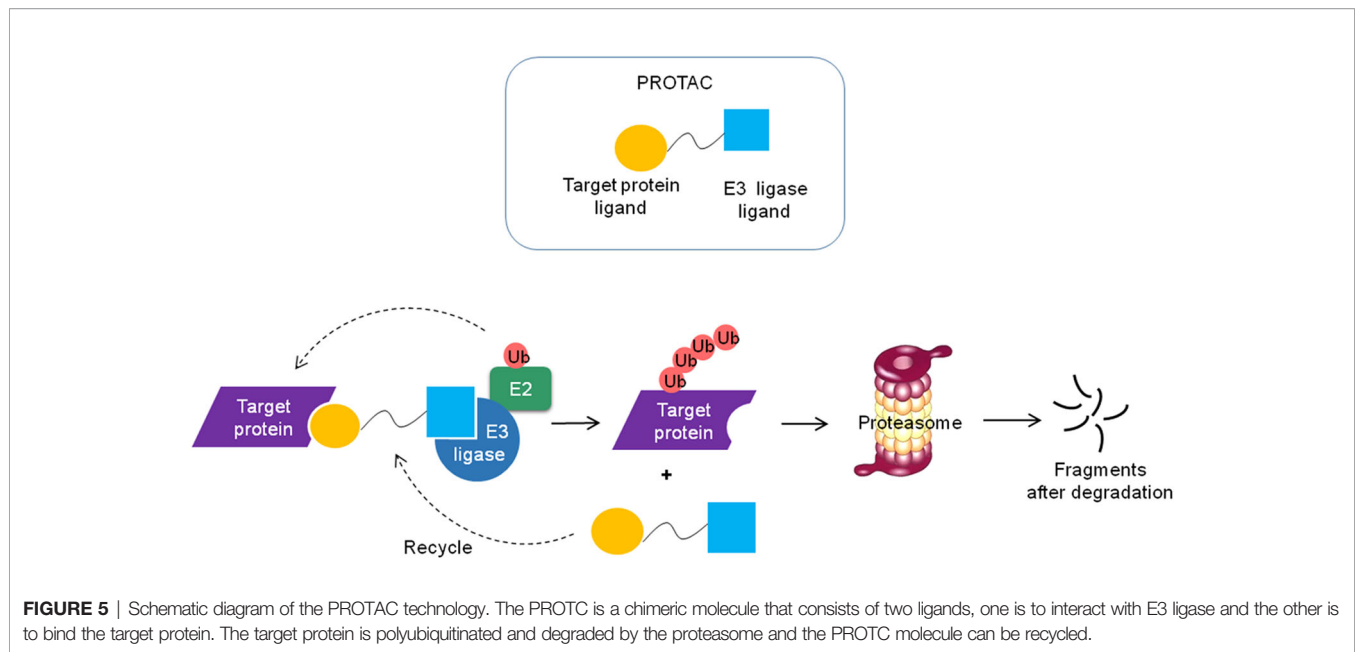 PROTAC
Target protein
ligand
E3 ligase
ligand
Ub
E2
Target
protein
E3
ligase
Ub
Ub
Ub
Ub
Target
protein
+
Proteasome
Fragments
after degradation
Recycle
FIGURE 5 | Schematic diagram of the PROTAC technology. The PROTC is a chimeric molecule that consists of two ligands, one is to interact with E3 ligase and the other is
to bind the target protein. The target protein is polyubiquitinated and degraded by the proteasome and the PROTC molecule can be recycled.